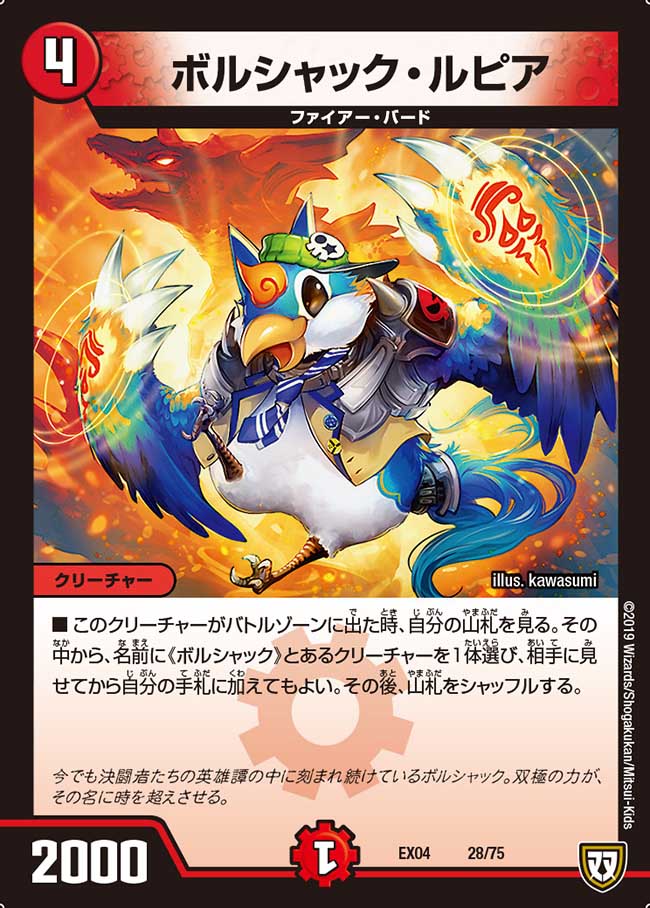 4
ボルシャック・ルピア
ファイアー・バード
クリーチャー
illus. kawasumi
■ このクリーチャーがバトルゾーンに出た時、自分の山札を見る。その
中から、名前に《ボルシャック》とあるクリーチャーを1体選び、相手に見
せてから自分の手札に加えてもよい。その後、山札をシャッフルする。
今でも決闘者たちの英雄譚の中に刻まれ続けているボルシャック。双極の力が、
その名に時を超えさせる。
©2019 Wizards/Shogakukan/Mitsui-Kids
2000
1
EX04 28/75